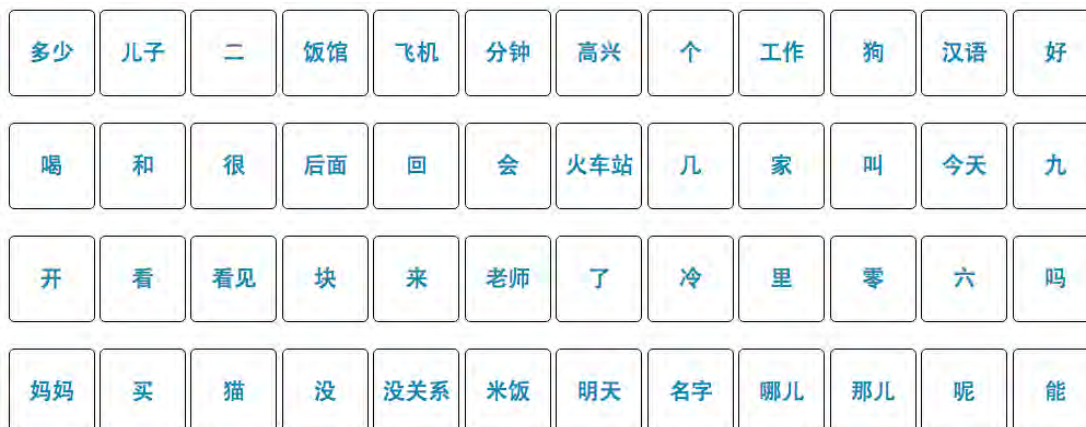 多少 儿子 二 饭馆 飞机 分钟 高兴 个 工作 狗 汉语 好
喝 和 很 后面 回 会 火车站 几 家 叫 今天 九
开 看 看见 块 来 老师 了 冷 里 零 六 吗
妈妈 买 猫 没 没关系 米饭 明天 名字 哪儿 那儿 呢 能